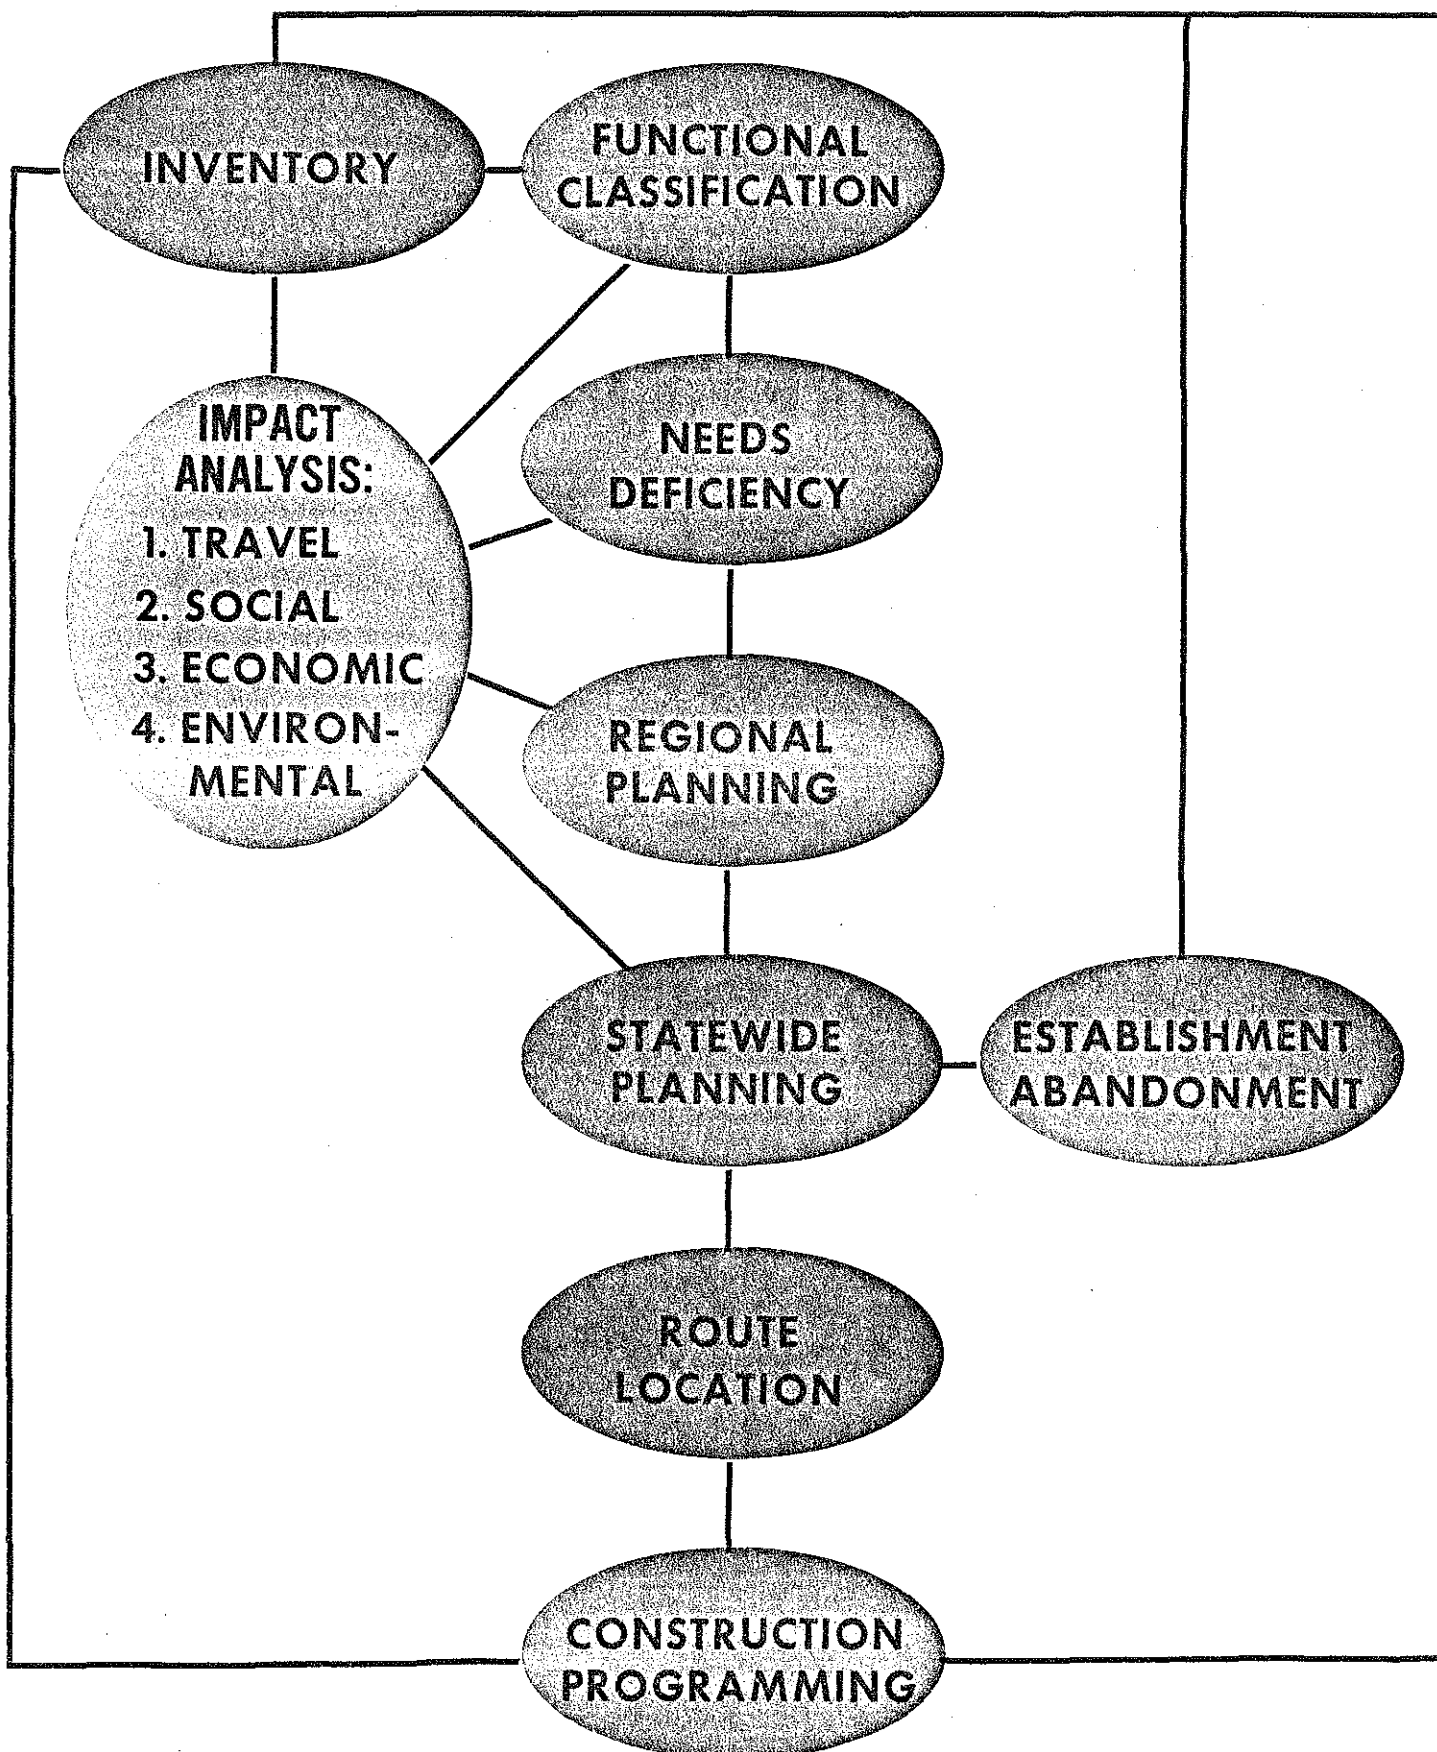 INVENTORY
FUNCTIONAL
CLASSIFICATION
IMPACT
ANALYSIS:
1. TRAVEL
2. SOCIAL
3. ECONOMIC
4. ENVIRON-
MENTAL
NEEDS
DEFICIENCY
REGIONAL
PLANNING
STATEWIDE
PLANNING
ESTABLISHMENT
ABANDONMENT
ROUTE
LOCATION
CONSTRUCTION
PROGRAMMING